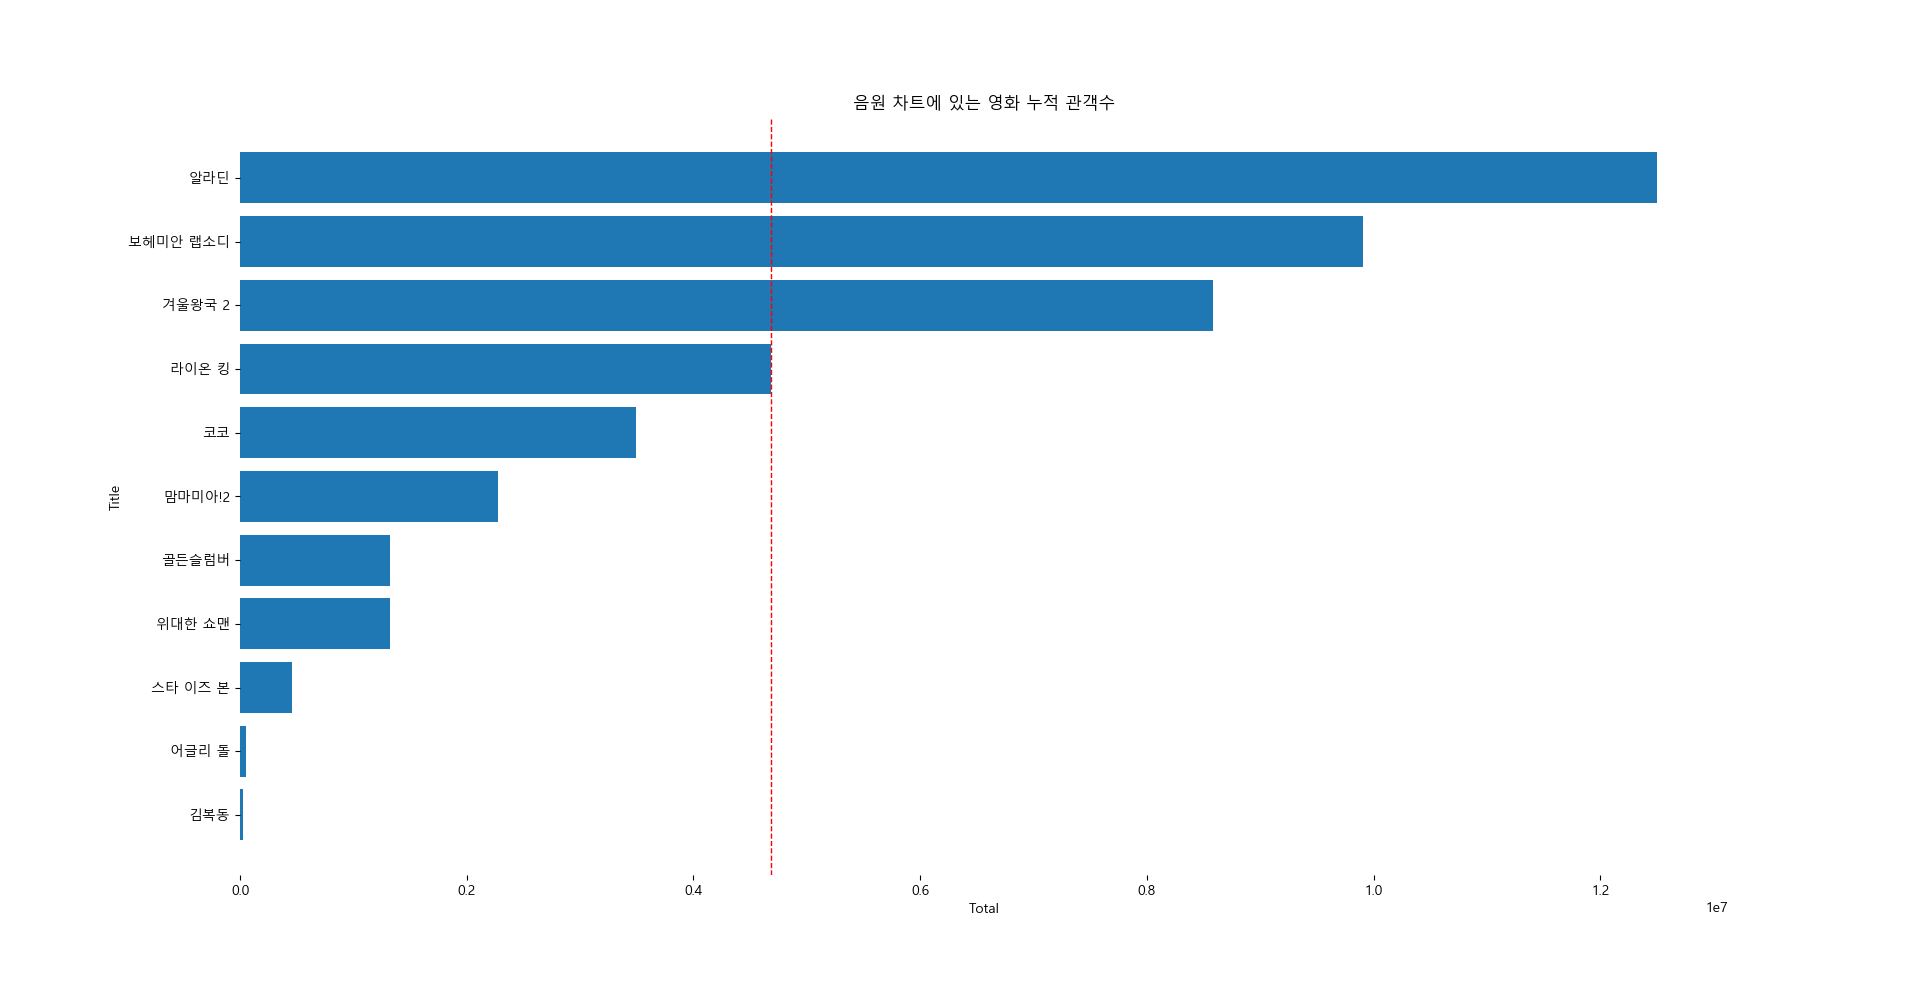 음원 차트에 있는 영화 누적 관객수
알라딘
보헤미안 랩소디
겨울왕국 2
라이온 킹
코코
맘마미아!2
골든슬럼버
위대한 쇼맨
스타 이즈 본
어글리 돌
김복동
Title
0.0 0.2 0.4 0.6 0.8 1.0 1.2
Total
1e7